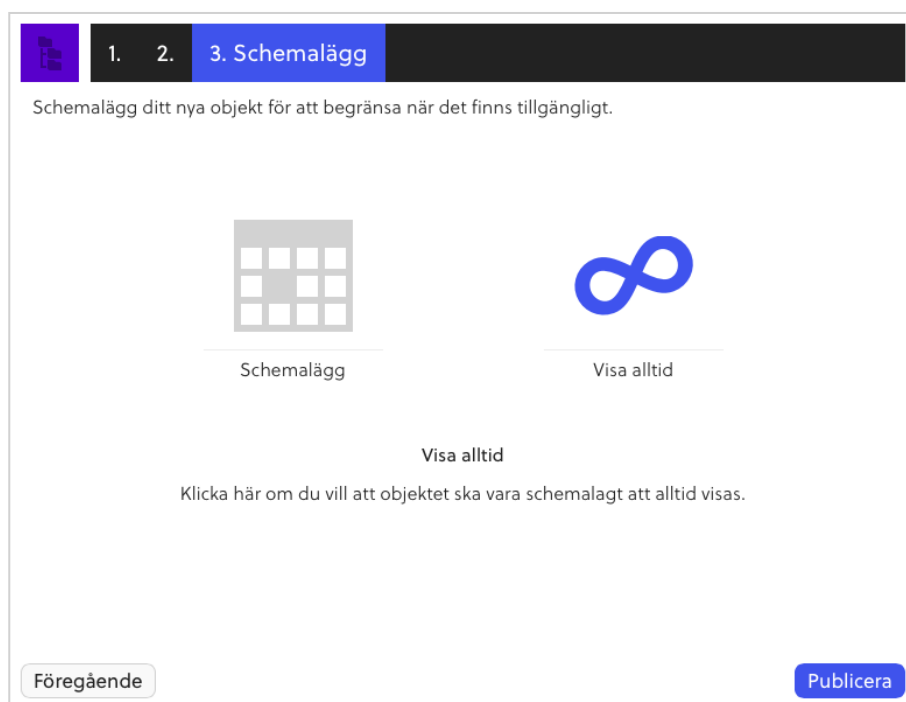 1. 2. 3. Schemalägg
Schemalägg ditt nya objekt för att begränsa när det finns tillgängligt.
Schemalägg Visa alltid
Visa alltid
Klicka här om du vill att objektet ska vara schemalagt att alltid visas.
Föregående Publicera